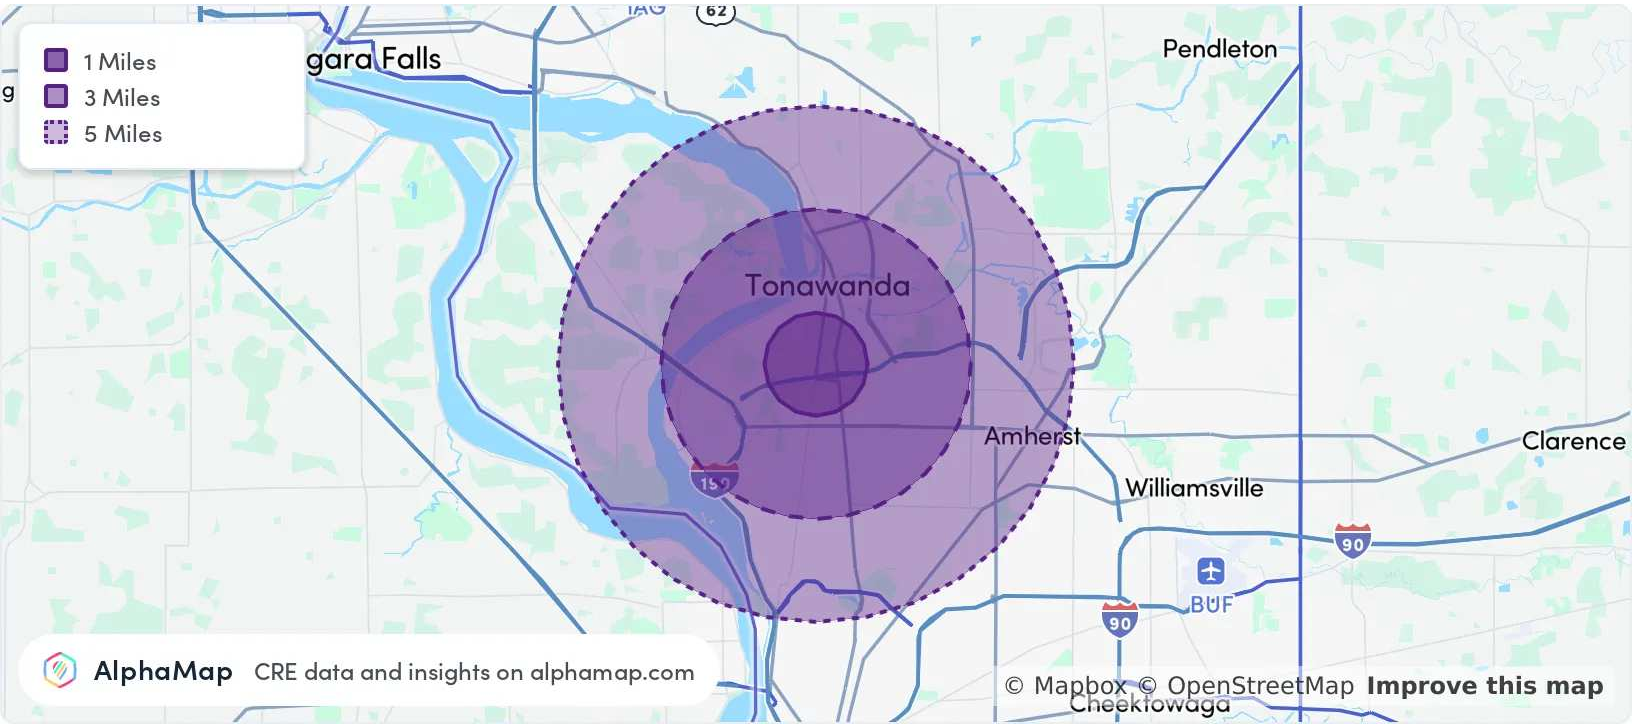 IAG
62
Pendleton
1 Miles
gara Falls
3 Miles
g
5 Miles
Tonawanda
Amherst
Clarence
190
Williamsville
90
BUF
90
AlphaMap CRE data and insights on alphamap.com
© Mapbox © OpenStreetMap Improve this map
Cheektowaga